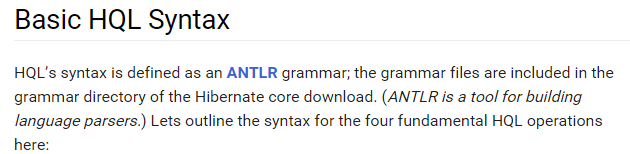 Basic HQL Syntax
HQL’s syntax is defined as an ANTLR grammar; the grammar files are included in the
grammar directory of the Hibernate core download. (ANTLR is a tool for building
language parsers.) Lets outline the syntax for the four fundamental HQL operations
here: